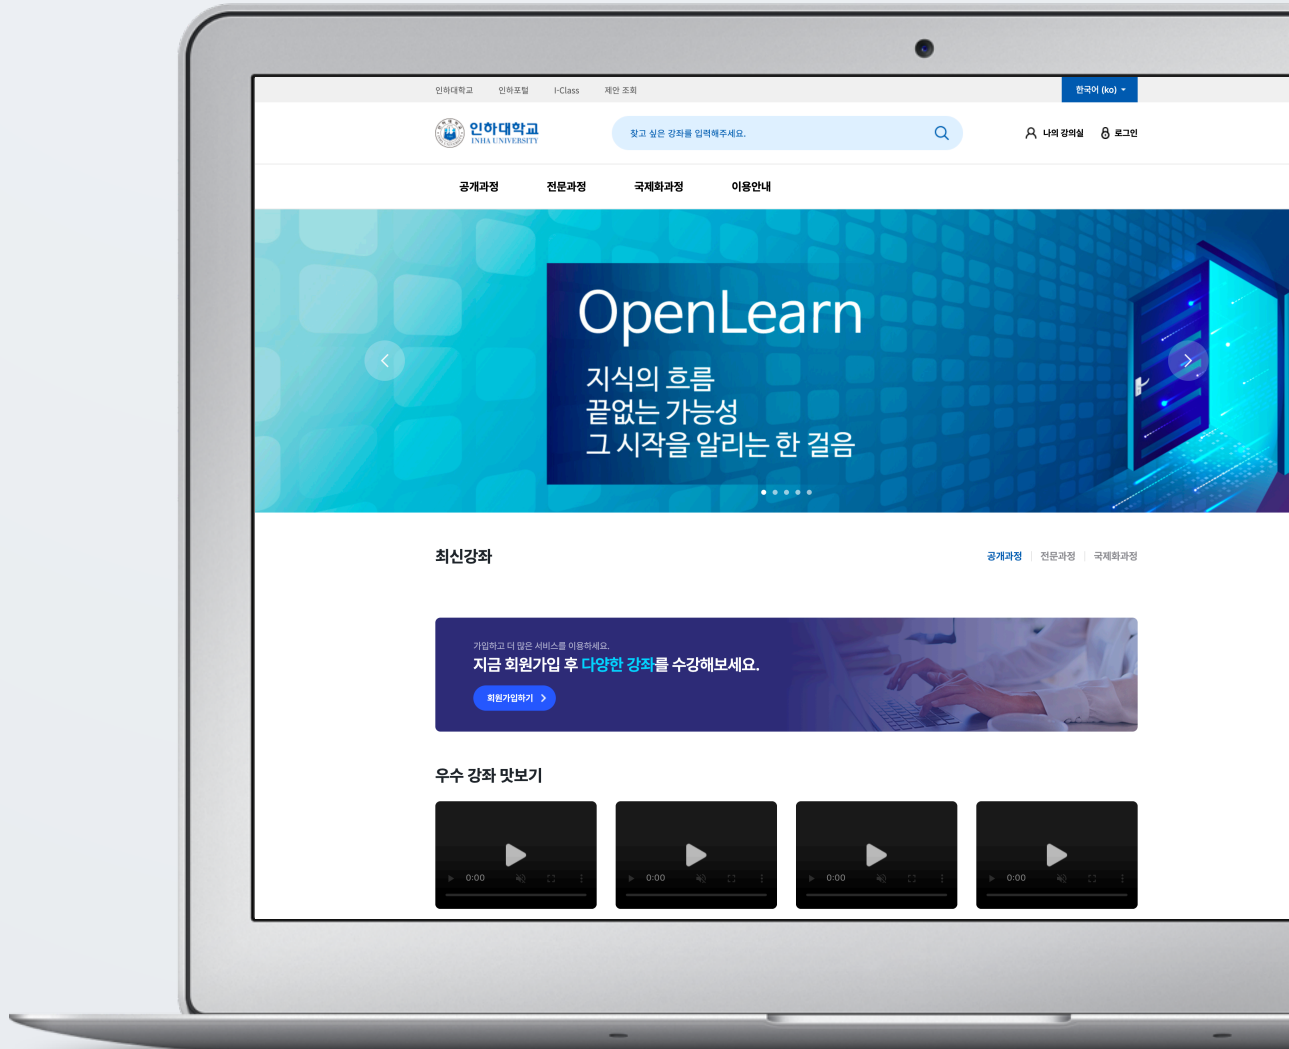 인하대학교 인하포털 I-Class 제안 조회 한국어 (ko)
인하대학교
INHA UNIVERSITY
찾고 싶은 강좌를 입력해주세요.
나의 강의실 로그인
공개과정 전문과정 국제화과정 이용안내
OpenLearn
지식의 흐름
끝없는 가능성
그 시작을 알리는 한 걸음
최신강좌
공개과정 전문과정 국제화과정
가입하고 더 많은 서비스를 이용하세요.
지금 회원가입 후 다양한 강좌를 수강해보세요.
회원가입하기
우수 강좌 맛보기
0:00 0:00 0:00 0:00